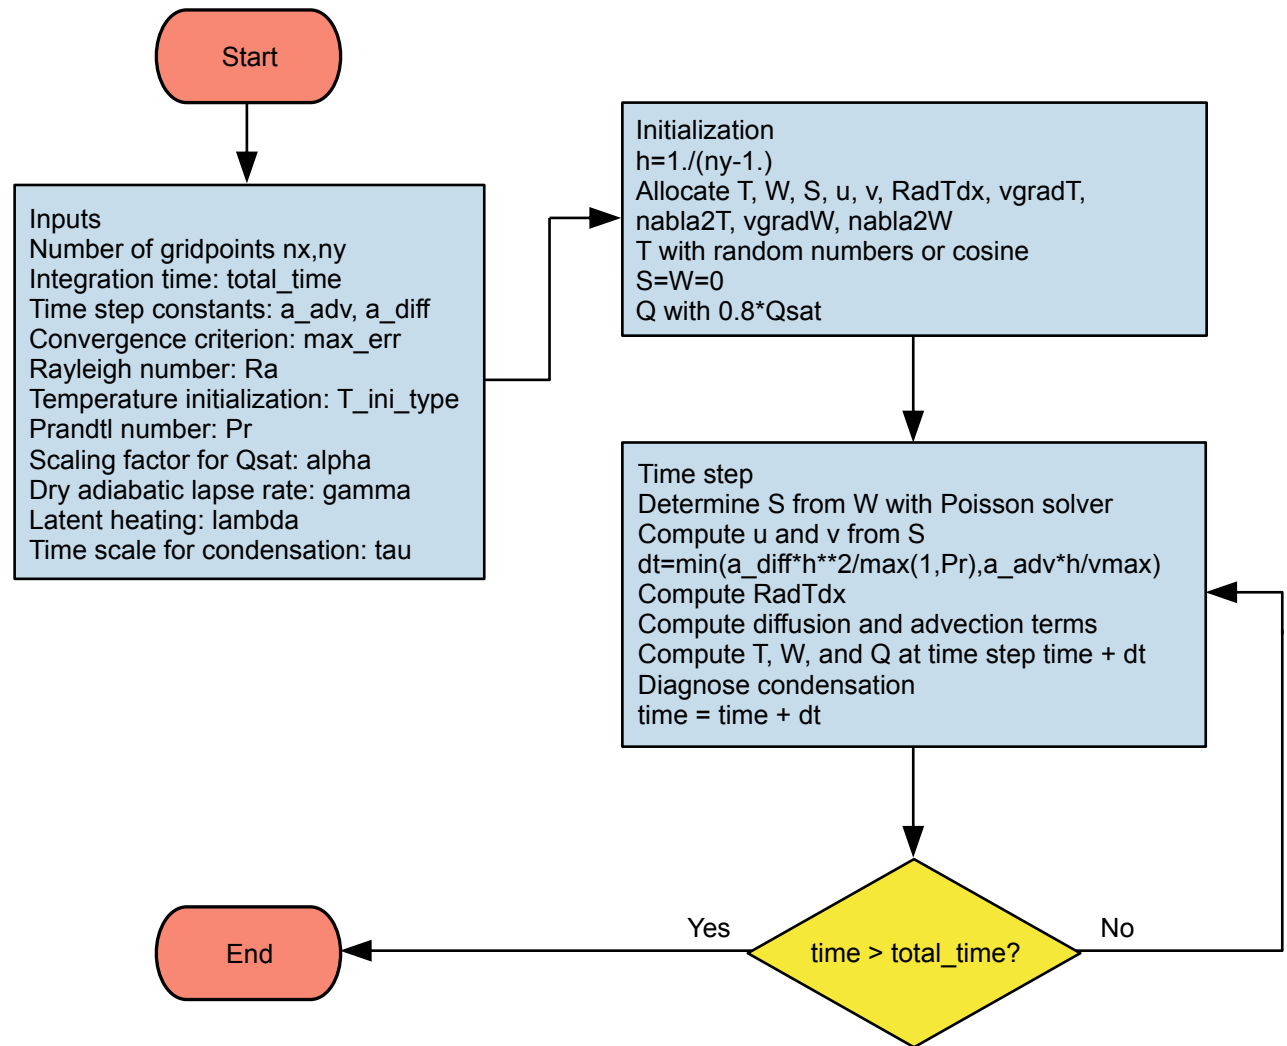 Start
Inputs
Number of gridpoints nx,ny
Integration time: total_time
Time step constants: a_adv, a_diff
Convergence criterion: max_err
Rayleigh number: Ra
Temperature initialization: T_ini_type
Prandtl number: Pr
Scaling factor for Qsat: alpha
Dry adiabatic lapse rate: gamma
Latent heating: lambda
Time scale for condensation: tau
Initialization
h=1./(ny-1.)
Allocate T, W, S, u, v, RadTdx, vgradT,
nabla2T, vgradW, nabla2W
T with random numbers or cosine
S=W=0
Q with 0.8*Qsat
Time step
Determine S from W with Poisson solver
Compute u and v from S
dt=min(a_diff*h**2/max(1,Pr),a_adv*h/vmax)
Compute RadTdx
Compute diffusion and advection terms
Compute T, W, and Q at time step time + dt
Diagnose condensation
time = time + dt
time > total_time?
Yes
No
End